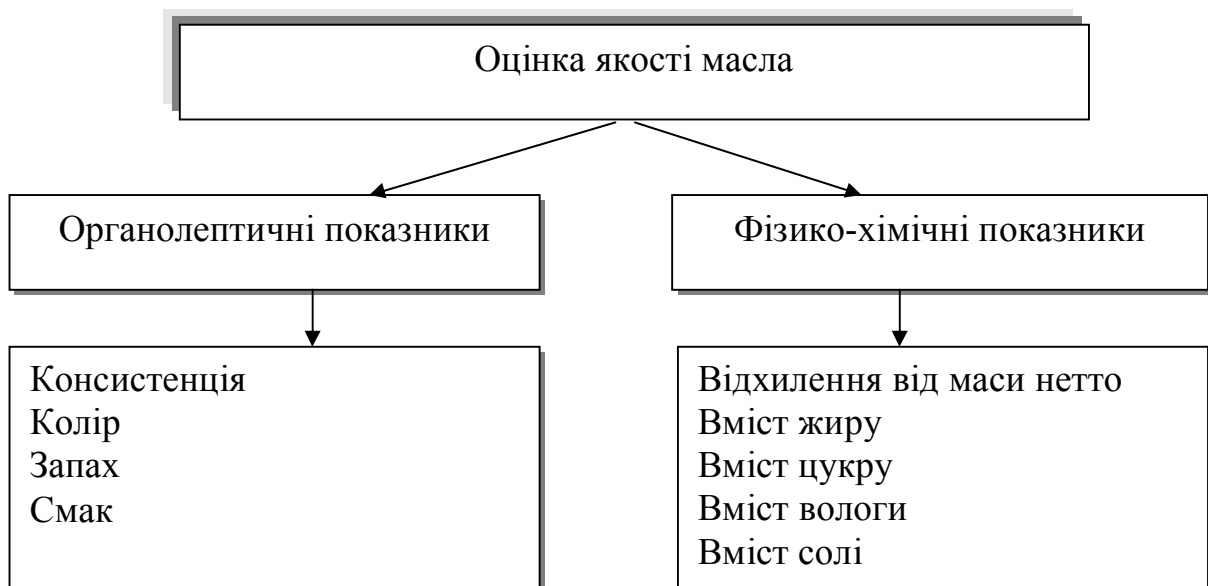 Оцінка якості масла
Органолептичні показники
Фізико-хімічні показники
Консистенція
Колір
Запах
Смак
Відхилення від маси нетто
Вміст жиру
Вміст цукру
Вміст вологи
Вміст солі